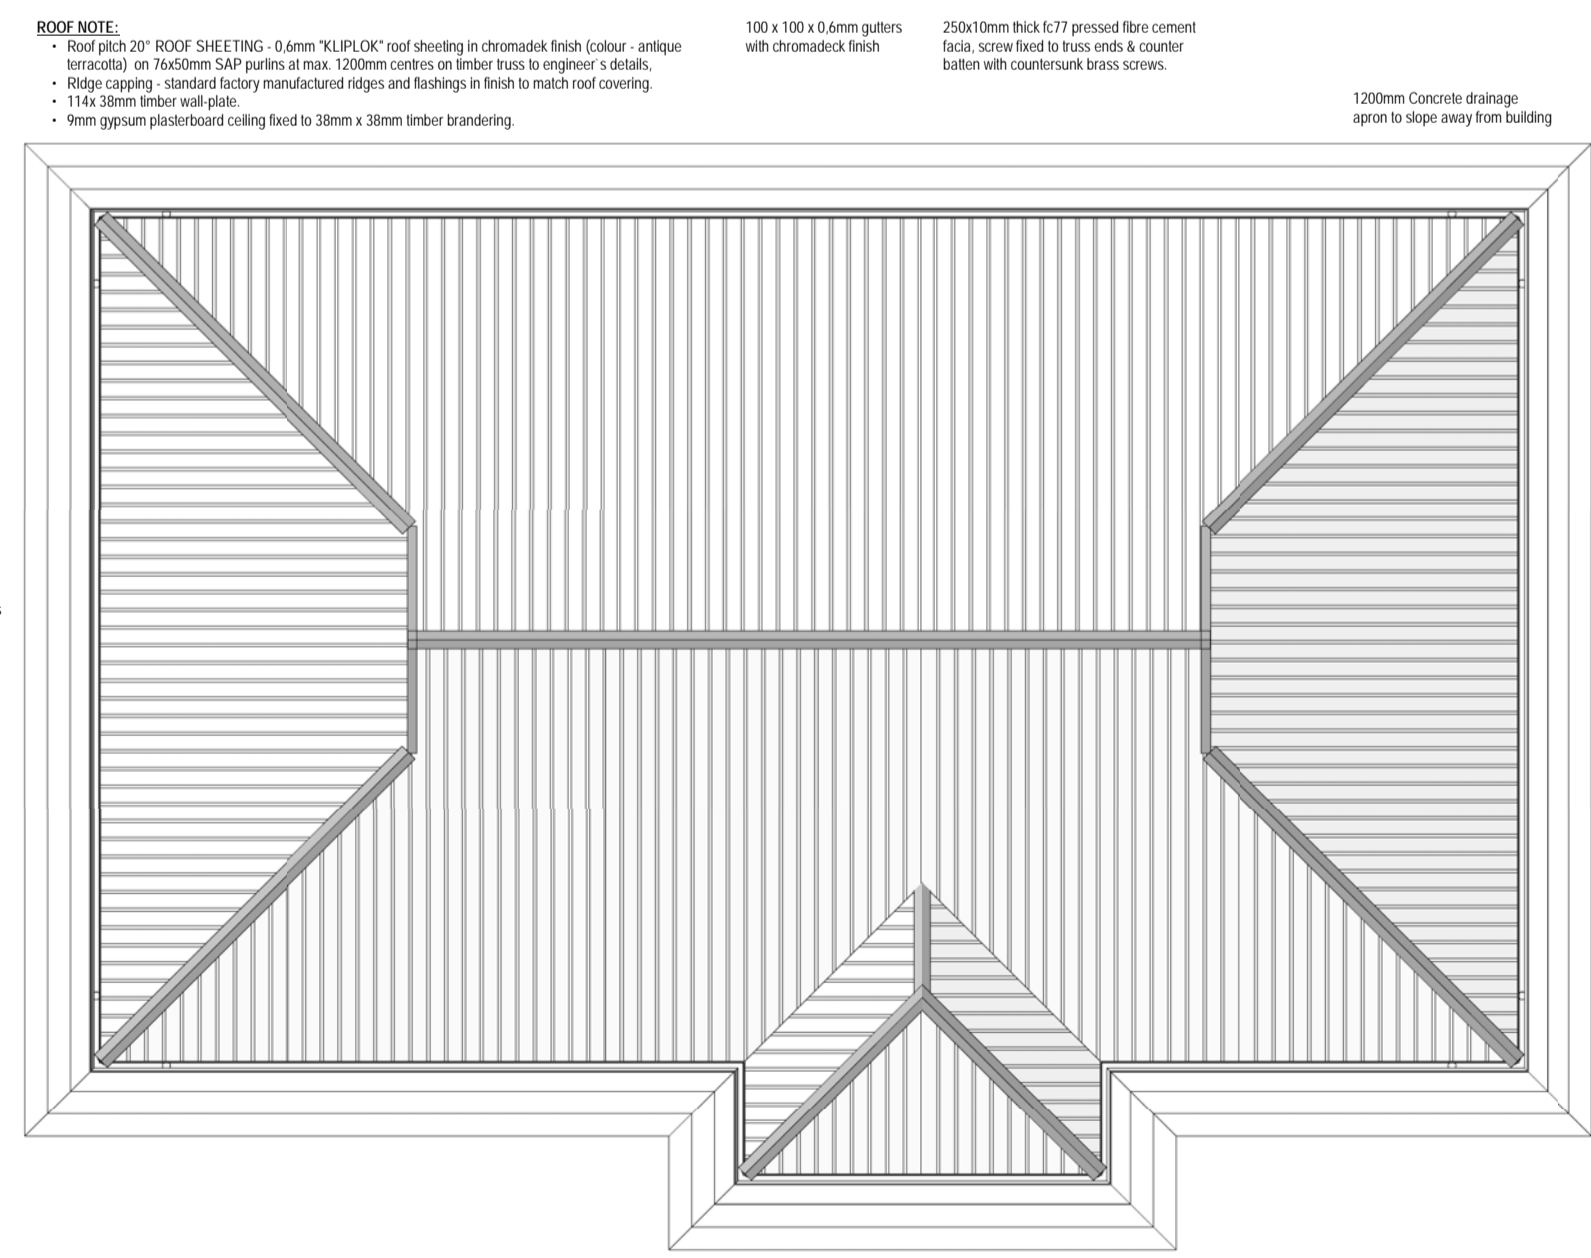 ROOF NOTE:
• Roof pitch 20° ROOF SHEETING - 0,6mm "KLIPLOK" roof sheeting in chromadek finish (colour - antique
terracotta) on 76x50mm SAP purlins at max. 1200mm centres on timber truss to engineer`s details,
• RIdge capping - standard factory manufactured ridges and flashings in finish to match roof covering.
• 114x 38mm timber wall-plate.
• 9mm gypsum plasterboard ceiling fixed to 38mm x 38mm timber brandering.
100 x 100 x 0,6mm gutters
with chromadeck finish
250x10mm thick fc77 pressed fibre cement
facia, screw fixed to truss ends & counter
batten with countersunk brass screws.
1200mm Concrete drainage
apron to slope away from building